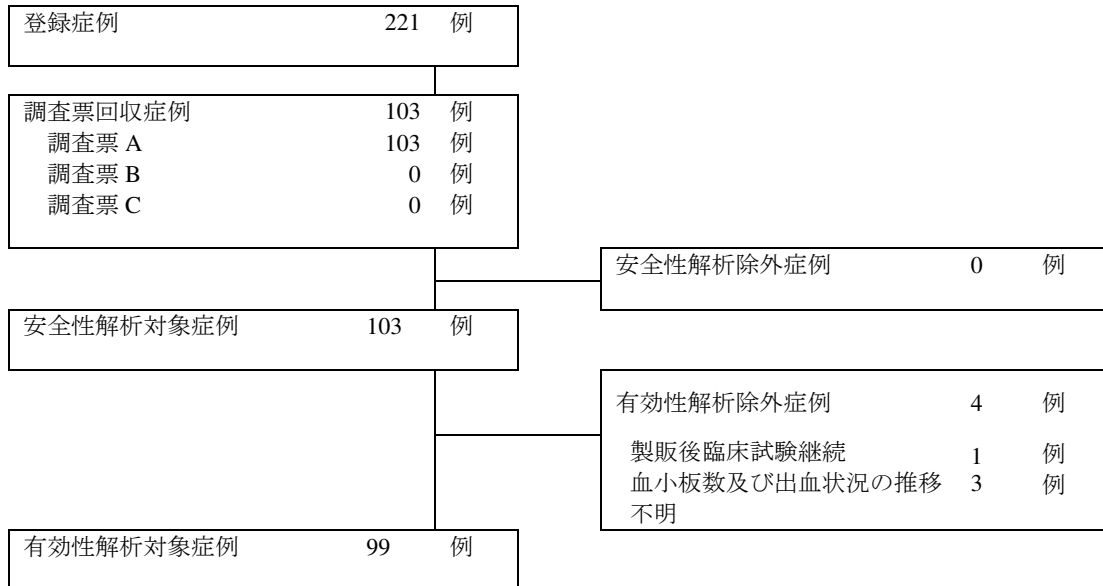 登録症例 221 例
調査票回収症例 103 例
調査票 A 103 例
調査票 B 0 例
調査票 C 0 例
安全性解析除外症例 0 例
安全性解析対象症例 103 例
有効性解析除外症例 4 例
製販後臨床試験継続 1 例
血小板数及び出血状況の推移 3 例
不明
有効性解析対象症例 99 例